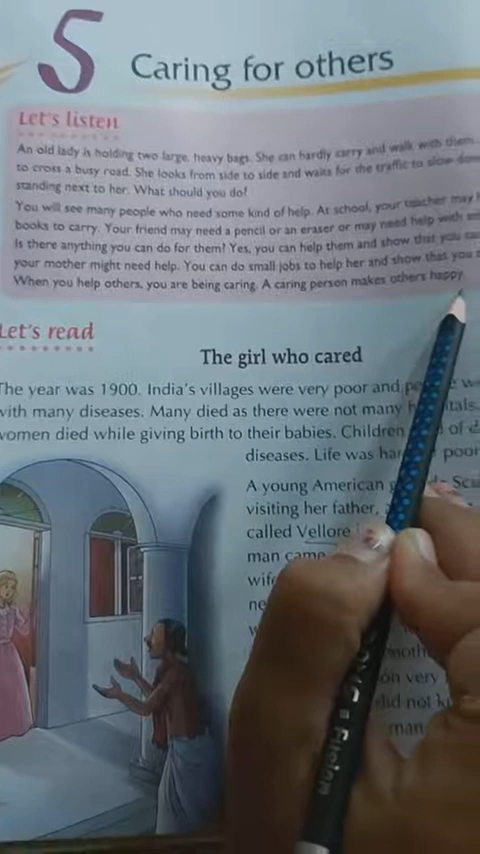 5 Caring for others
Let's listen
An old lady is holding two large, heavy bags. She can hardly carry and walk with them.
to cross a busy road. She looks from side to side and waits for the traffic to slow down
standing next to her. What should you do?
You will see many people who need some kind of help. At school, your teacher may
books to carry. Your friend may need a pencil or an eraser or may need help with
Is there anything you can do for them? Yes, you can help them and show that you
your mother might need help. You can do small jobs to help her and show that you
When you help others, you are being caring. A caring person makes others happy.
Let's read
The girl who cared
The year was 1900. India's villages were very poor and
with many diseases. Many died as there were not many
women died while giving birth to their babies. Children of
diseases. Life was poor
A young American
visiting her father,
called Vellore
man came
very
did not
man